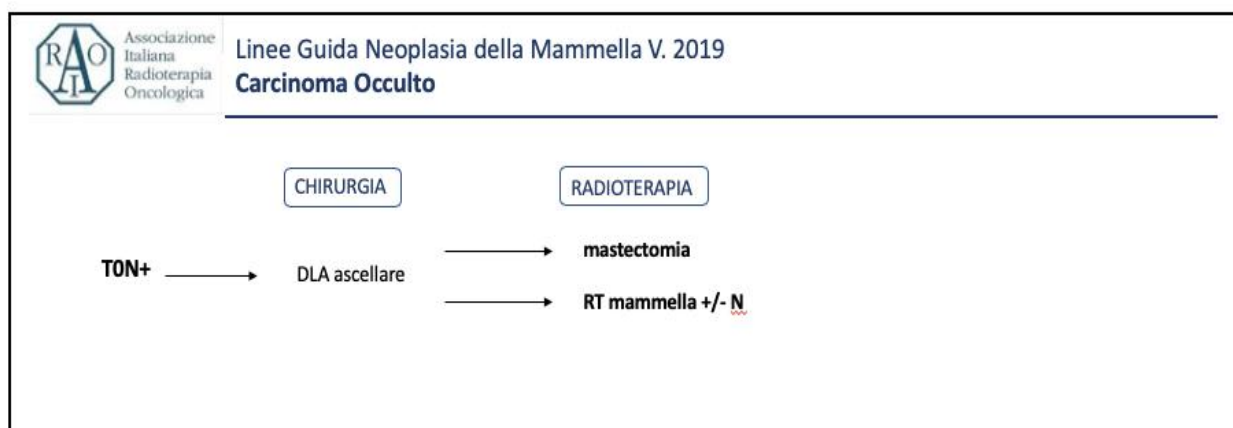 Associazione
Italiana
Radioterapia
Oncologica
RAO
I
Linee Guida Neoplasia della Mammella V. 2019
Carcinoma Occulto
CHIRURGIA
RADIOTERAPIA
T0N+
DLA ascellare
mastectomia
RT mammella +/- N